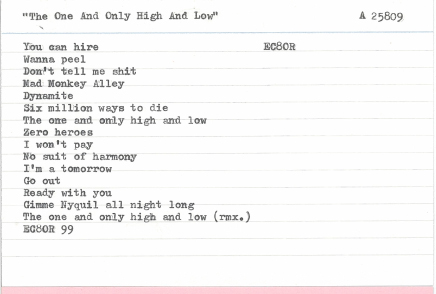 "The One And Only High And Low" A 25809
You can hire EC8OR
Wanna peel
Don't tell me shit
Mad Monkey Alley
Dynamite
Six million ways to die
The one and only high and low
Zero heroes
I won't pay
No suit of harmony
I'm a tomorrow
Go out
Ready with you
Gimme Nyquil all night long
The one and only high and low (rmx.)
EC8OR 99